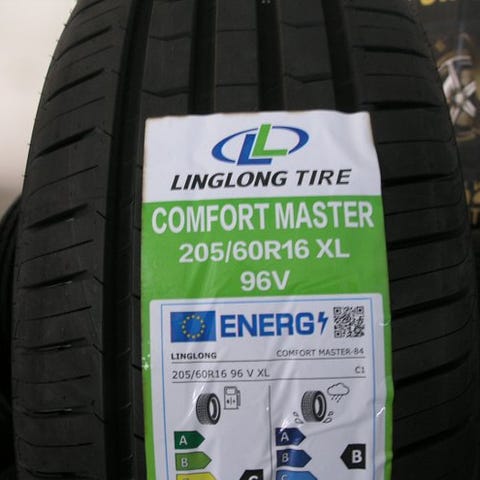 LINGLONG TIRE
COMFORT MASTER
205/60R16 XL
96V
ENERG
LINGLONG COMFORT MASTER-84
205/60R16 96 V XL C1
A A
B B B
C